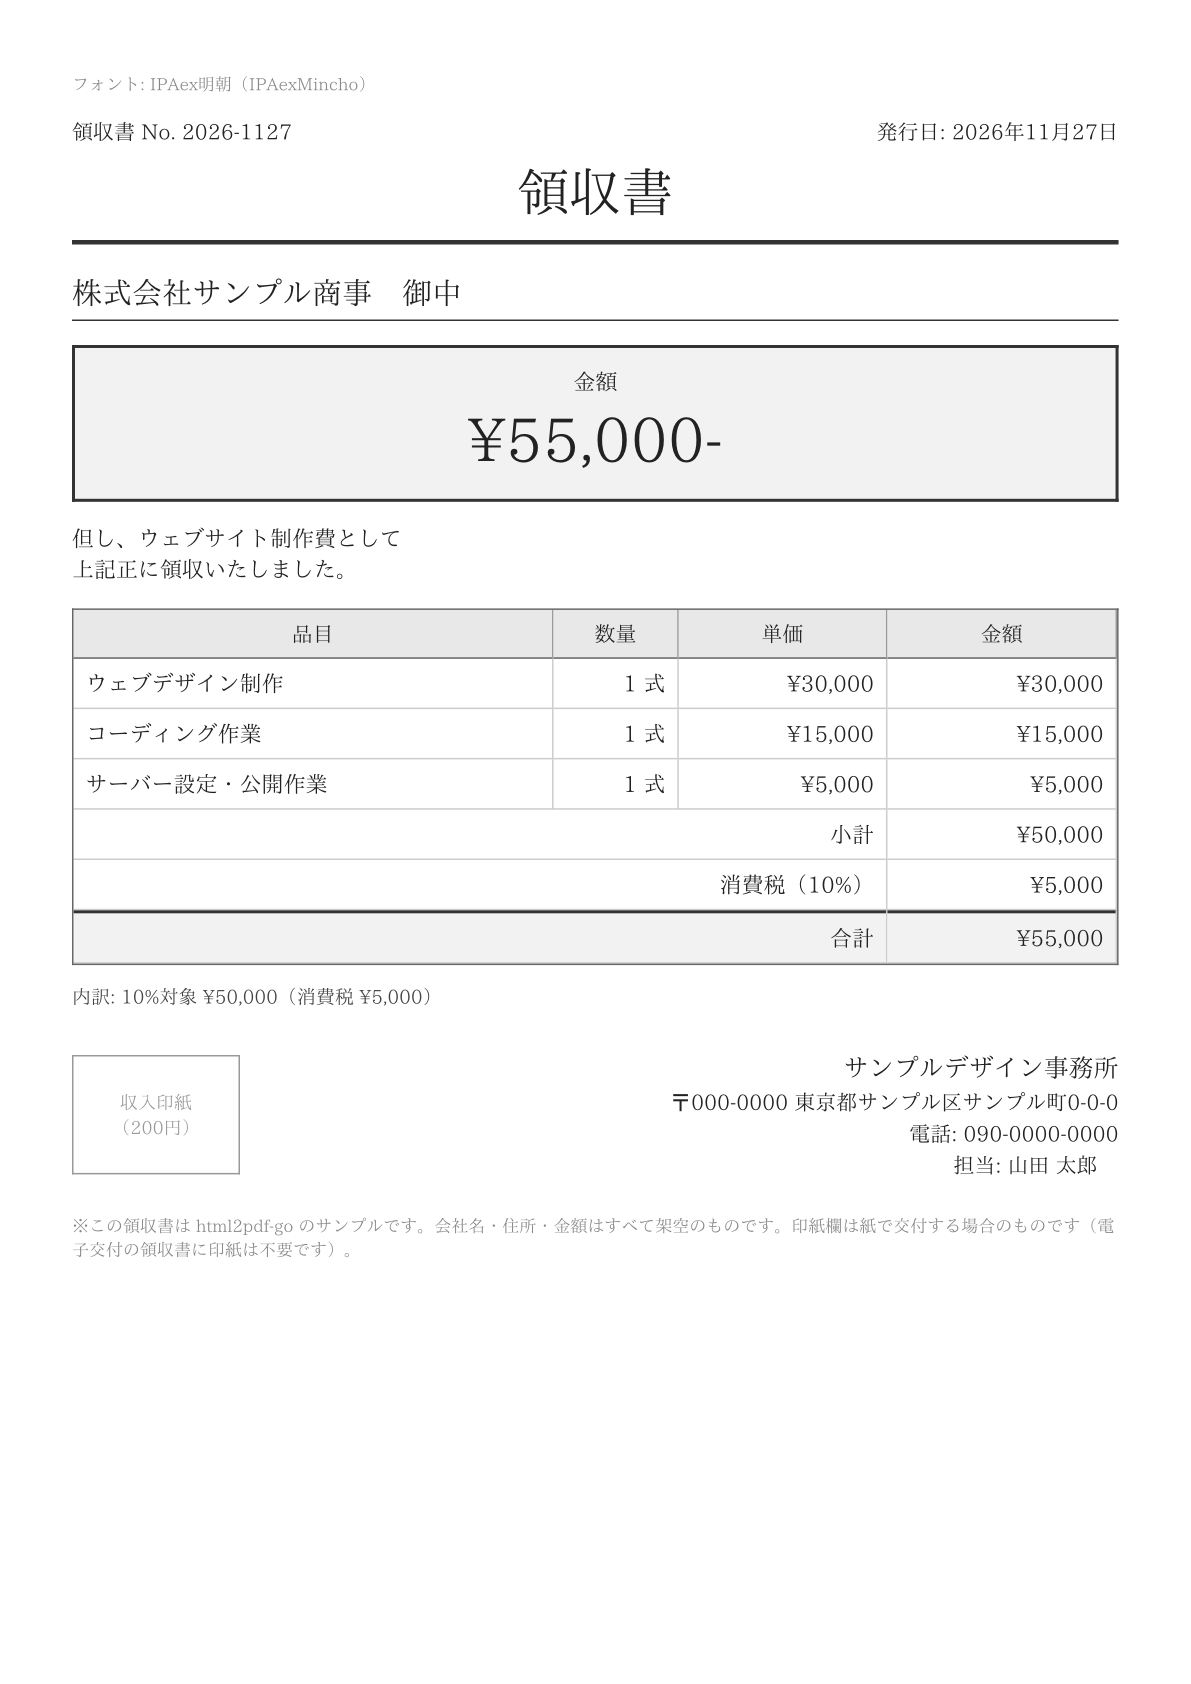 フォント: IPAex明朝（IPAexMincho）
領収書 No. 2026-1127 発行日: 2026年11月27日
領収書
株式会社サンプル商事　御中
金額
¥55,000-
但し、ウェブサイト制作費として
上記正に領収いたしました。
品目 数量 単価 金額
ウェブデザイン制作 1 式 ¥30,000 ¥30,000
コーディング作業 1 式 ¥15,000 ¥15,000
サーバー設定・公開作業 1 式 ¥5,000 ¥5,000
小計 ¥50,000
消費税（10%） ¥5,000
合計 ¥55,000
内訳: 10%対象 ¥50,000（消費税 ¥5,000）
収入印紙
（200円）
サンプルデザイン事務所
〒000-0000 東京都サンプル区サンプル町0-0-0
電話: 090-0000-0000
担当: 山田 太郎
※この領収書は html2pdf-go のサンプルです。会社名・住所・金額はすべて架空のものです。印紙欄は紙で交付する場合のものです（電
子交付の領収書に印紙は不要です）。